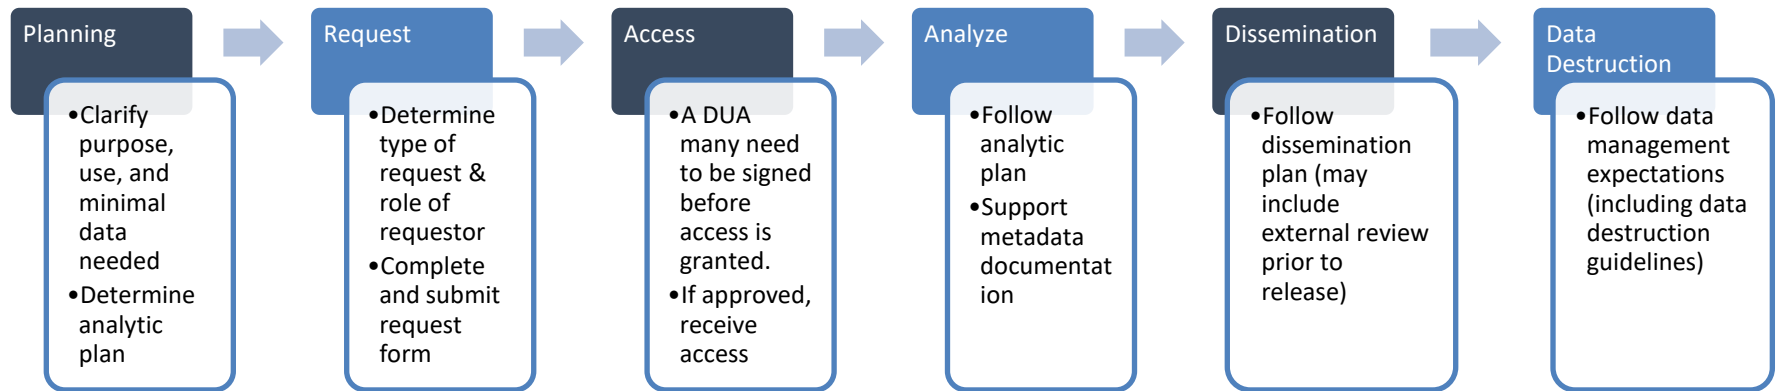 Planning
•Clarify
purpose,
use, and
minimal
data
needed
•Determine
analytic
plan
Request
•Determine
type of
request &
role of
requestor
•Complete
and submit
request
form
Access
•A DUA
many need
to be signed
before
access is
granted.
•If approved,
receive
access
Analyze
•Follow
analytic
plan
•Support
metadata
documentat
ion
Dissemination
•Follow
dissemination
plan (may
include
external review
prior to
release)
Data
Destruction
•Follow data
management
expectations
(including data
destruction
guidelines)